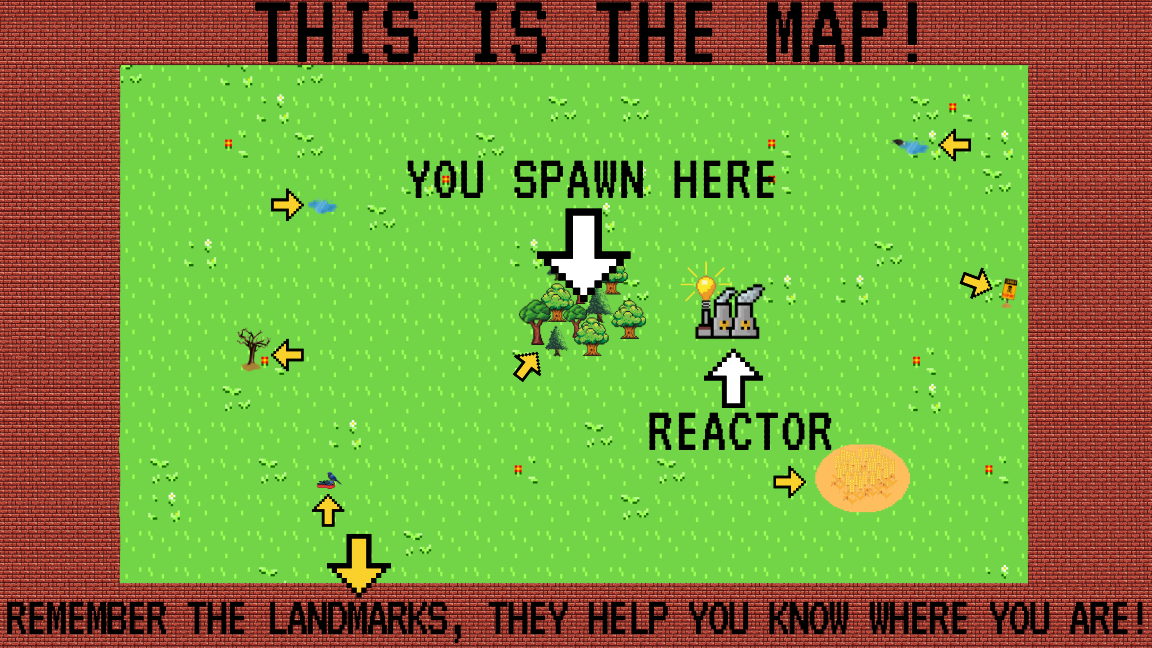 THIS IS THE MAP!
YOU SPAWN HERE
REACTOR
REMEMBER THE LANDMARKS, THEY HELP YOU KNOW WHERE YOU ARE!